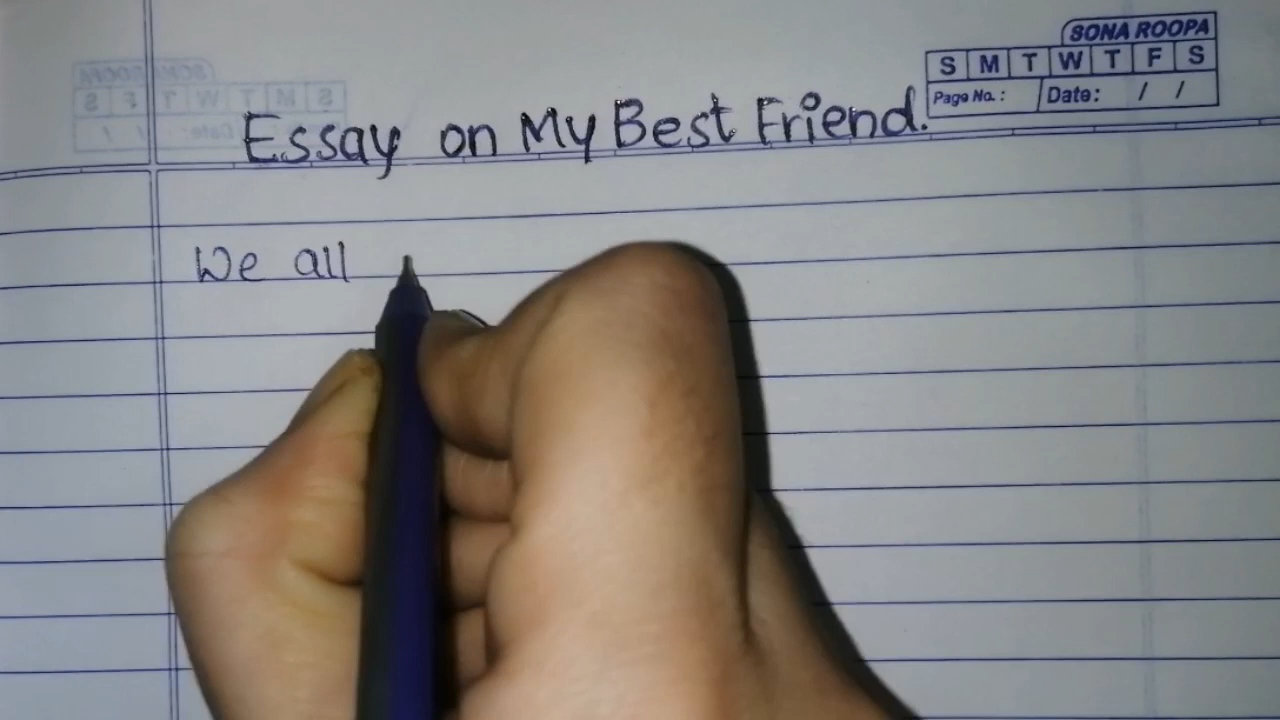 SONA ROOPA
S M T W T F S
Page No.: Date: / /
Essay on My Best Friend.
We all